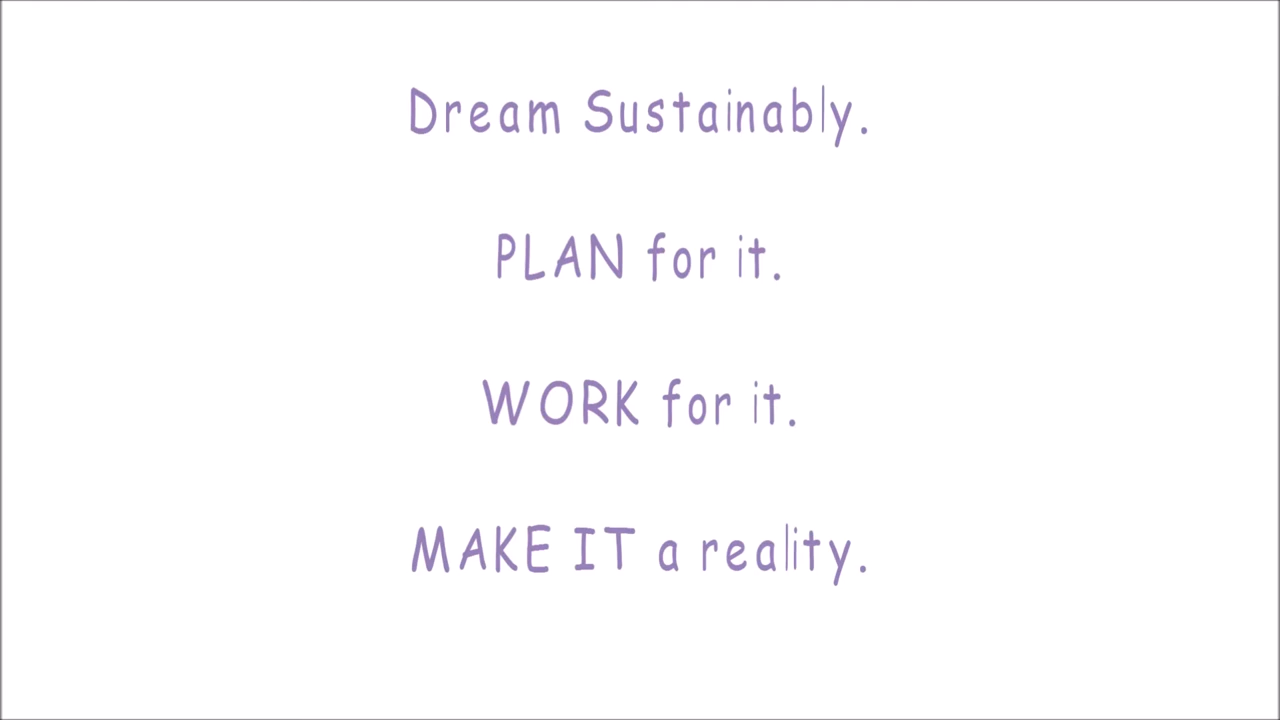 Dream Sustainably.
PLAN for it.
WORK for it.
MAKE IT a reality.